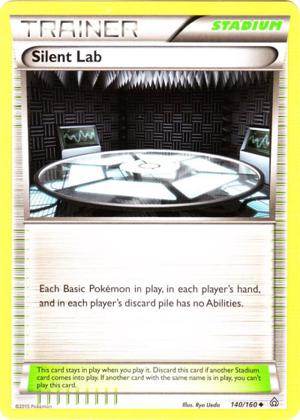 TRAINER
STADIUM
Silent Lab
Each Basic Pokémon in play, in each player's hand,
and in each player's discard pile has no Abilities.
This card stays in play when you play it. Discard this card if another Stadium
card comes into play. If another card with the same name is in play, you can't
play this card.
©2015 Pokémon
Illus. Ryo Ueda
140/160